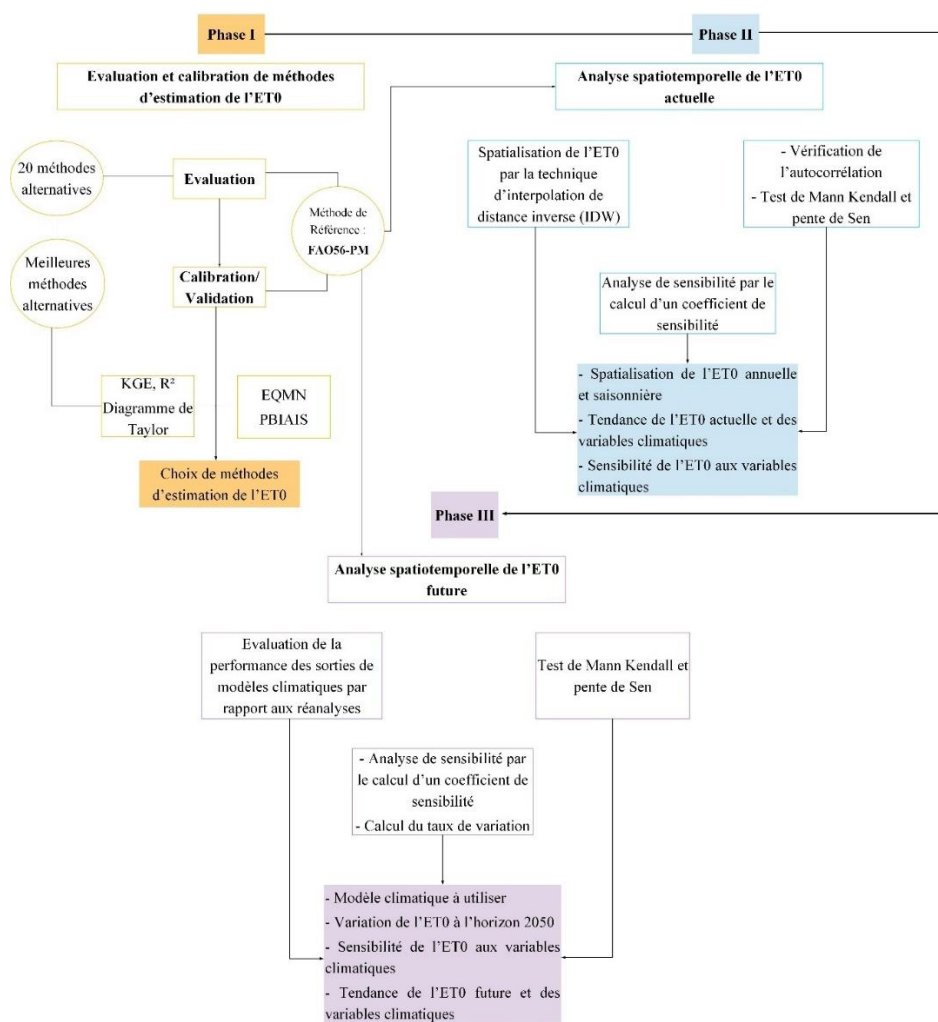 Phase I
Phase II
Evaluation et calibration de méthodes
d'estimation de l'ET0
Analyse spatiotemporelle de l'ET0
actuelle
20 méthodes
alternatives
Evaluation
Méthode de
Référence :
FAO56-PM
Meilleures
méthodes
alternatives
Calibration/
Validation
KGE, R²
Diagramme de
Taylor
EQMN
PBIAIS
Choix de méthodes
d'estimation de l'ET0
Spatialisation de l'ET0
par la technique
d'interpolation de
distance inverse (IDW)
- Vérification de
l'autocorrélation
- Test de Mann Kendall et
pente de Sen
Analyse de sensibilité par le
calcul d'un coefficient de
sensibilité
- Spatialisation de l'ET0 annuelle
et saisonnière
- Tendance de l'ET0 actuelle et des
variables climatiques
- Sensibilité de l'ET0 aux variables
climatiques
Phase III
Analyse spatiotemporelle de l'ET0
future
Evaluation de la
performance des sorties de
modèles climatiques par
rapport aux réanalyses
Test de Mann Kendall et
pente de Sen
- Analyse de sensibilité par
le calcul d'un coefficient de
sensibilité
- Calcul du taux de variation
- Modèle climatique à utiliser
- Variation de l'ET0 à l'horizon 2050
- Sensibilité de l'ET0 aux variables
climatiques
- Tendance de l'ET0 future et des
variables climatiques